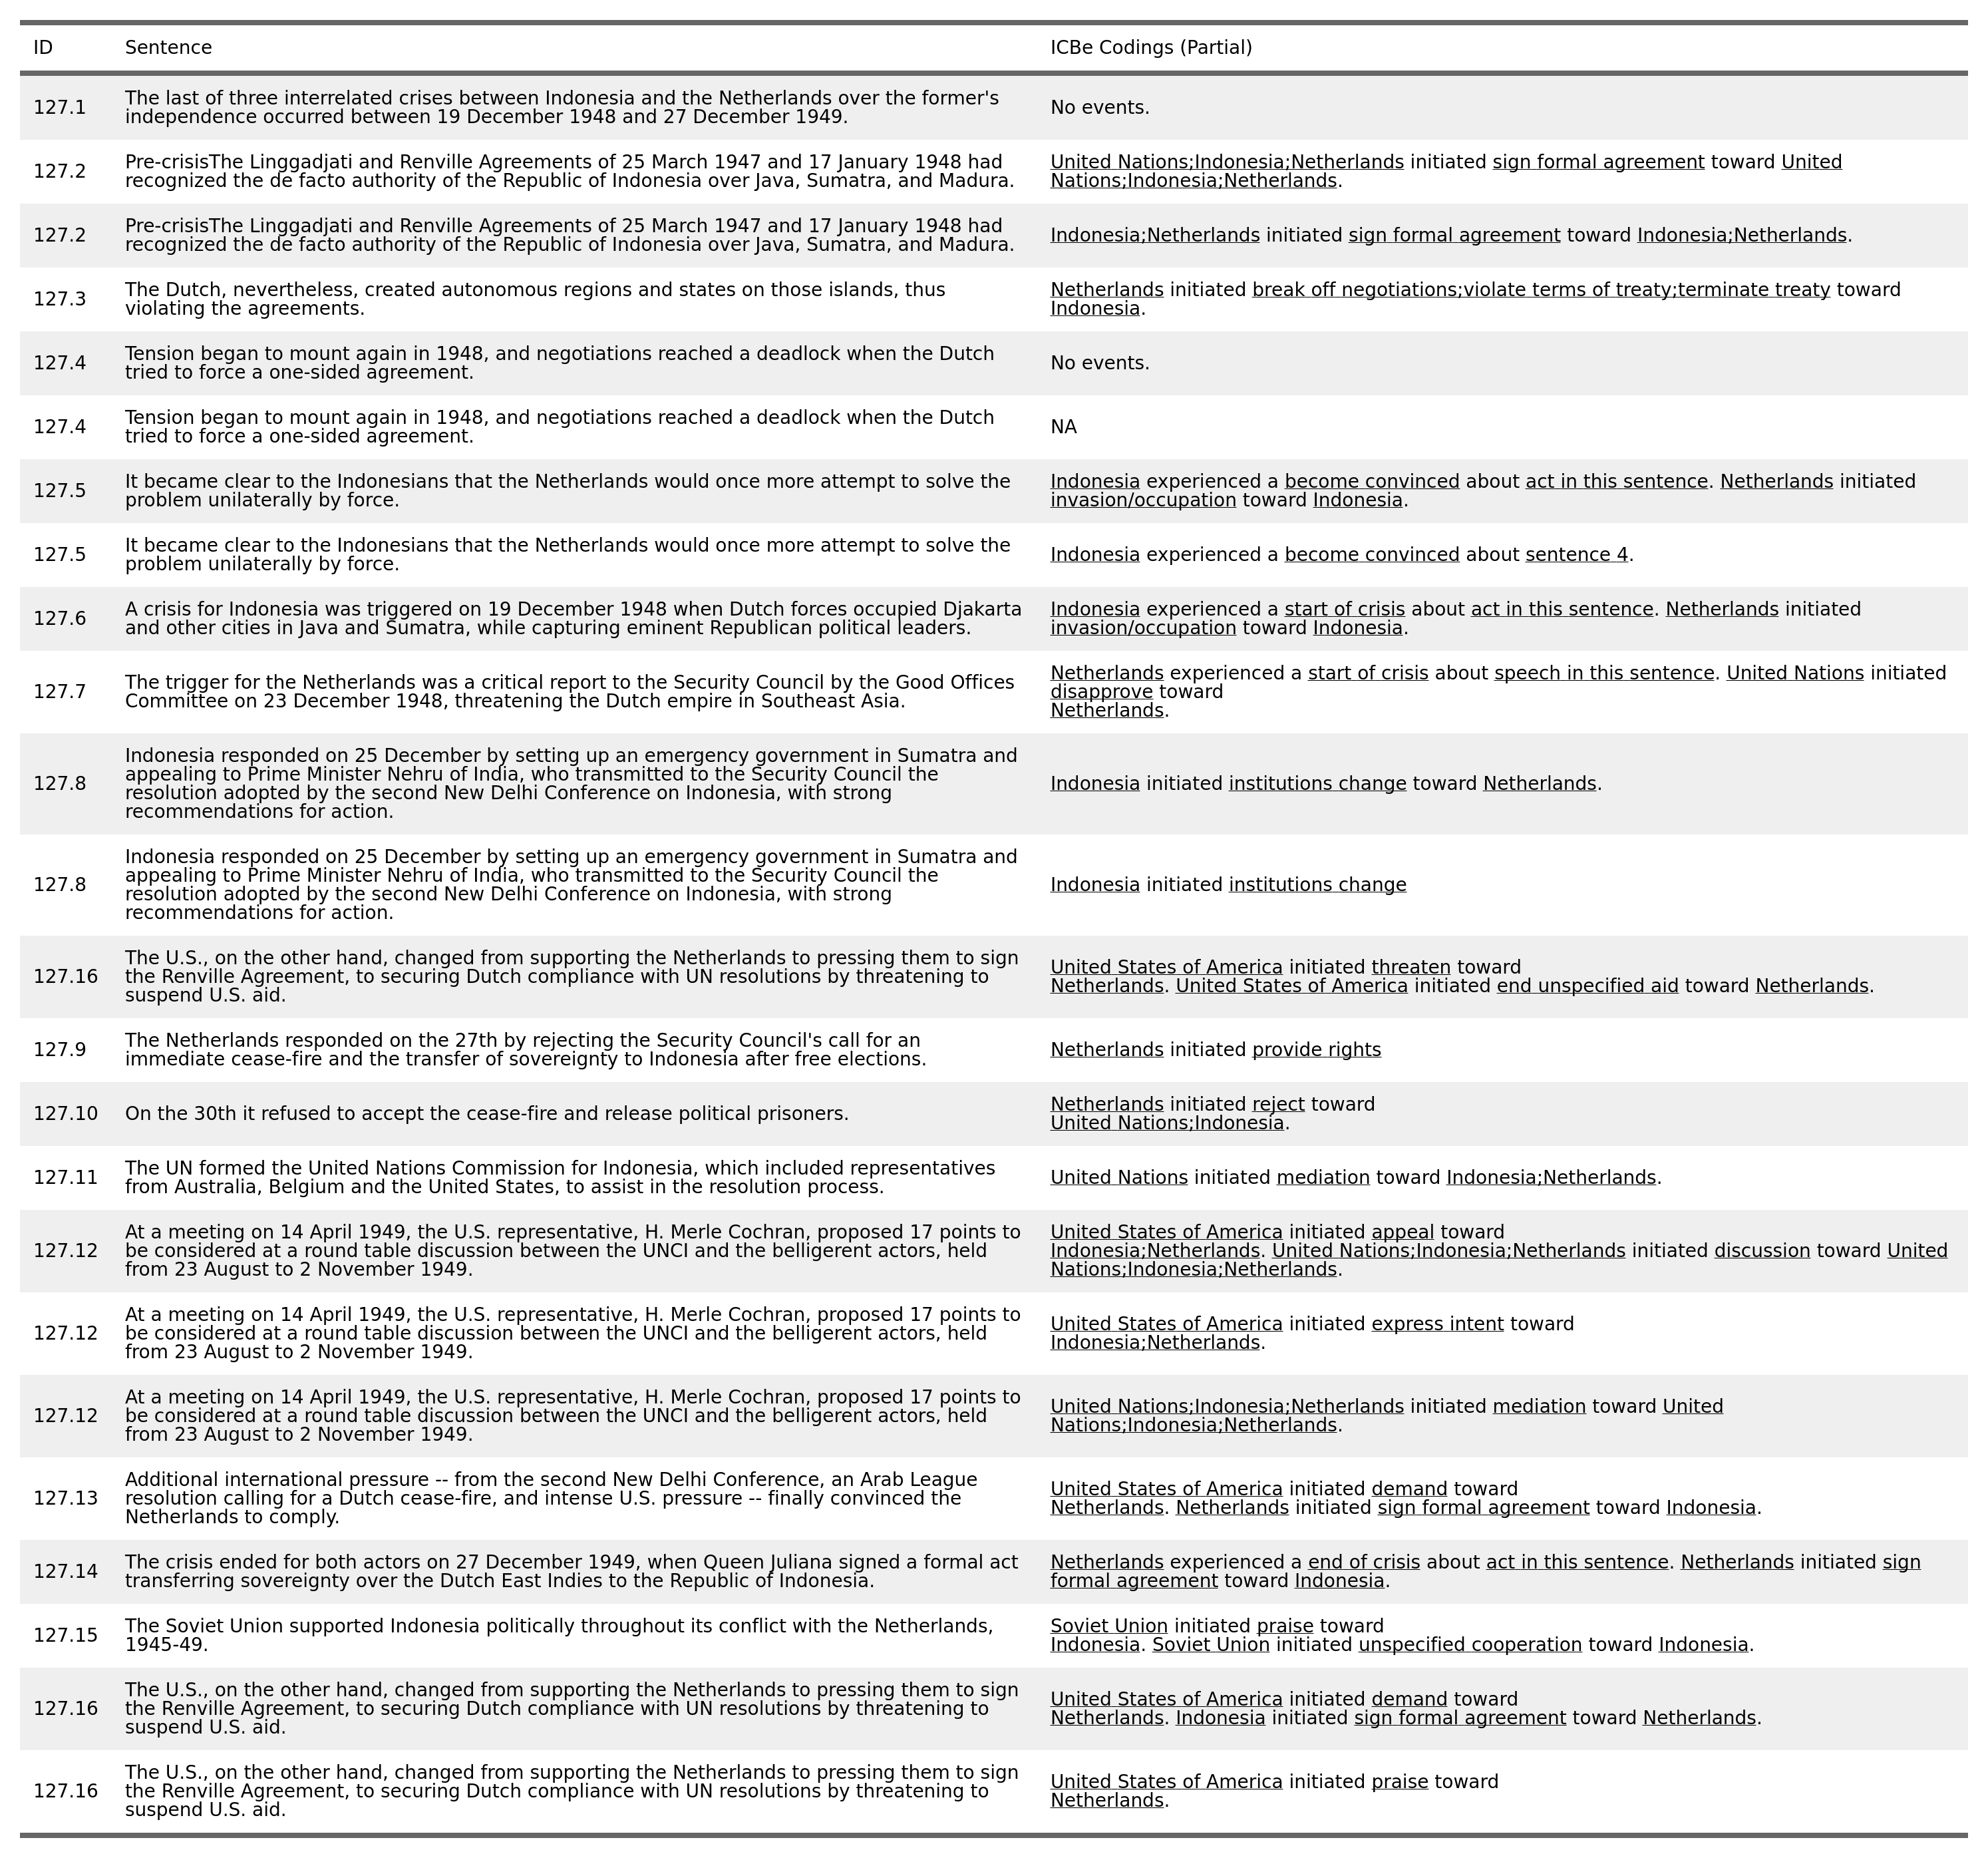 ID Sentence ICBe Codings (Partial)
127.1
The last of three interrelated crises between Indonesia and the Netherlands over the former's
independence occurred between 19 December 1948 and 27 December 1949.
No events.
127.2
Pre-crisisThe Linggadjati and Renville Agreements of 25 March 1947 and 17 January 1948 had
recognized the de facto authority of the Republic of Indonesia over Java, Sumatra, and Madura.
United Nations;Indonesia;Netherlands initiated sign formal agreement toward United
Nations;Indonesia;Netherlands.
127.2
Pre-crisisThe Linggadjati and Renville Agreements of 25 March 1947 and 17 January 1948 had
recognized the de facto authority of the Republic of Indonesia over Java, Sumatra, and Madura.
Indonesia;Netherlands initiated sign formal agreement toward Indonesia;Netherlands.
127.3
The Dutch, nevertheless, created autonomous regions and states on those islands, thus
violating the agreements.
Netherlands initiated break off negotiations;violate terms of treaty;terminate treaty toward
Indonesia.
127.4
Tension began to mount again in 1948, and negotiations reached a deadlock when the Dutch
tried to force a one-sided agreement.
No events.
127.4
Tension began to mount again in 1948, and negotiations reached a deadlock when the Dutch
tried to force a one-sided agreement.
NA
127.5
It became clear to the Indonesians that the Netherlands would once more attempt to solve the
problem unilaterally by force.
Indonesia experienced a become convinced about act in this sentence. Netherlands initiated
invasion/occupation toward Indonesia.
127.5
It became clear to the Indonesians that the Netherlands would once more attempt to solve the
problem unilaterally by force.
Indonesia experienced a become convinced about sentence 4.
127.6
A crisis for Indonesia was triggered on 19 December 1948 when Dutch forces occupied Djakarta
and other cities in Java and Sumatra, while capturing eminent Republican political leaders.
Indonesia experienced a start of crisis about act in this sentence. Netherlands initiated
invasion/occupation toward Indonesia.
127.7
The trigger for the Netherlands was a critical report to the Security Council by the Good Offices
Committee on 23 December 1948, threatening the Dutch empire in Southeast Asia.
Netherlands experienced a start of crisis about speech in this sentence. United Nations initiated
disapprove toward
Netherlands.
127.8
Indonesia responded on 25 December by setting up an emergency government in Sumatra and
appealing to Prime Minister Nehru of India, who transmitted to the Security Council the
resolution adopted by the second New Delhi Conference on Indonesia, with strong
recommendations for action.
Indonesia initiated institutions change toward Netherlands.
127.8
Indonesia responded on 25 December by setting up an emergency government in Sumatra and
appealing to Prime Minister Nehru of India, who transmitted to the Security Council the
resolution adopted by the second New Delhi Conference on Indonesia, with strong
recommendations for action.
Indonesia initiated institutions change
127.16
The U.S., on the other hand, changed from supporting the Netherlands to pressing them to sign
the Renville Agreement, to securing Dutch compliance with UN resolutions by threatening to
suspend U.S. aid.
United States of America initiated threaten toward
Netherlands. United States of America initiated end unspecified aid toward Netherlands.
127.9
The Netherlands responded on the 27th by rejecting the Security Council's call for an
immediate cease-fire and the transfer of sovereignty to Indonesia after free elections.
Netherlands initiated provide rights
127.10
On the 30th it refused to accept the cease-fire and release political prisoners.
Netherlands initiated reject toward
United Nations;Indonesia.
127.11
The UN formed the United Nations Commission for Indonesia, which included representatives
from Australia, Belgium and the United States, to assist in the resolution process.
United Nations initiated mediation toward Indonesia;Netherlands.
127.12
At a meeting on 14 April 1949, the U.S. representative, H. Merle Cochran, proposed 17 points to
be considered at a round table discussion between the UNCI and the belligerent actors, held
from 23 August to 2 November 1949.
United States of America initiated appeal toward
Indonesia;Netherlands. United Nations;Indonesia;Netherlands initiated discussion toward United
Nations;Indonesia;Netherlands.
127.12
At a meeting on 14 April 1949, the U.S. representative, H. Merle Cochran, proposed 17 points to
be considered at a round table discussion between the UNCI and the belligerent actors, held
from 23 August to 2 November 1949.
United States of America initiated express intent toward
Indonesia;Netherlands.
127.12
At a meeting on 14 April 1949, the U.S. representative, H. Merle Cochran, proposed 17 points to
be considered at a round table discussion between the UNCI and the belligerent actors, held
from 23 August to 2 November 1949.
United Nations;Indonesia;Netherlands initiated mediation toward United
Nations;Indonesia;Netherlands.
127.13
Additional international pressure -- from the second New Delhi Conference, an Arab League
resolution calling for a Dutch cease-fire, and intense U.S. pressure -- finally convinced the
Netherlands to comply.
United States of America initiated demand toward
Netherlands. Netherlands initiated sign formal agreement toward Indonesia.
127.14
The crisis ended for both actors on 27 December 1949, when Queen Juliana signed a formal act
transferring sovereignty over the Dutch East Indies to the Republic of Indonesia.
Netherlands experienced a end of crisis about act in this sentence. Netherlands initiated sign
formal agreement toward Indonesia.
127.15
The Soviet Union supported Indonesia politically throughout its conflict with the Netherlands,
1945-49.
Soviet Union initiated praise toward
Indonesia. Soviet Union initiated unspecified cooperation toward Indonesia.
127.16
The U.S., on the other hand, changed from supporting the Netherlands to pressing them to sign
the Renville Agreement, to securing Dutch compliance with UN resolutions by threatening to
suspend U.S. aid.
United States of America initiated demand toward
Netherlands. Indonesia initiated sign formal agreement toward Netherlands.
127.16
The U.S., on the other hand, changed from supporting the Netherlands to pressing them to sign
the Renville Agreement, to securing Dutch compliance with UN resolutions by threatening to
suspend U.S. aid.
United States of America initiated praise toward
Netherlands.